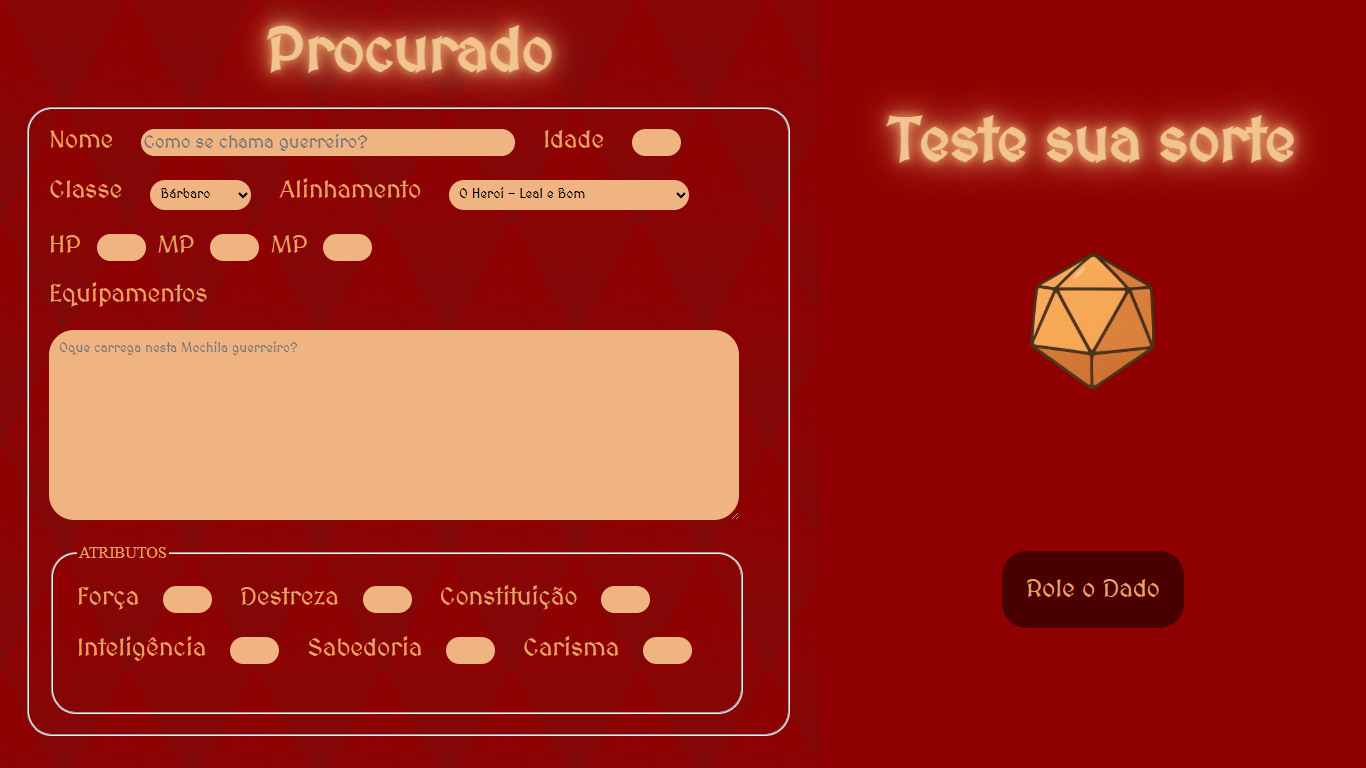 Procurado
Nome Como se chama guerreiro? Idade
Classe Bárbaro Alinhamento O Heroí - Leal e Bom
HP MP MP
Equipamentos
Oque carrega nesta Mochila guerreiro?
ATRIBUTOS
Força Destreza Constituição
Inteligência Sabedoria Carisma
Teste sua sorte
Role o Dado